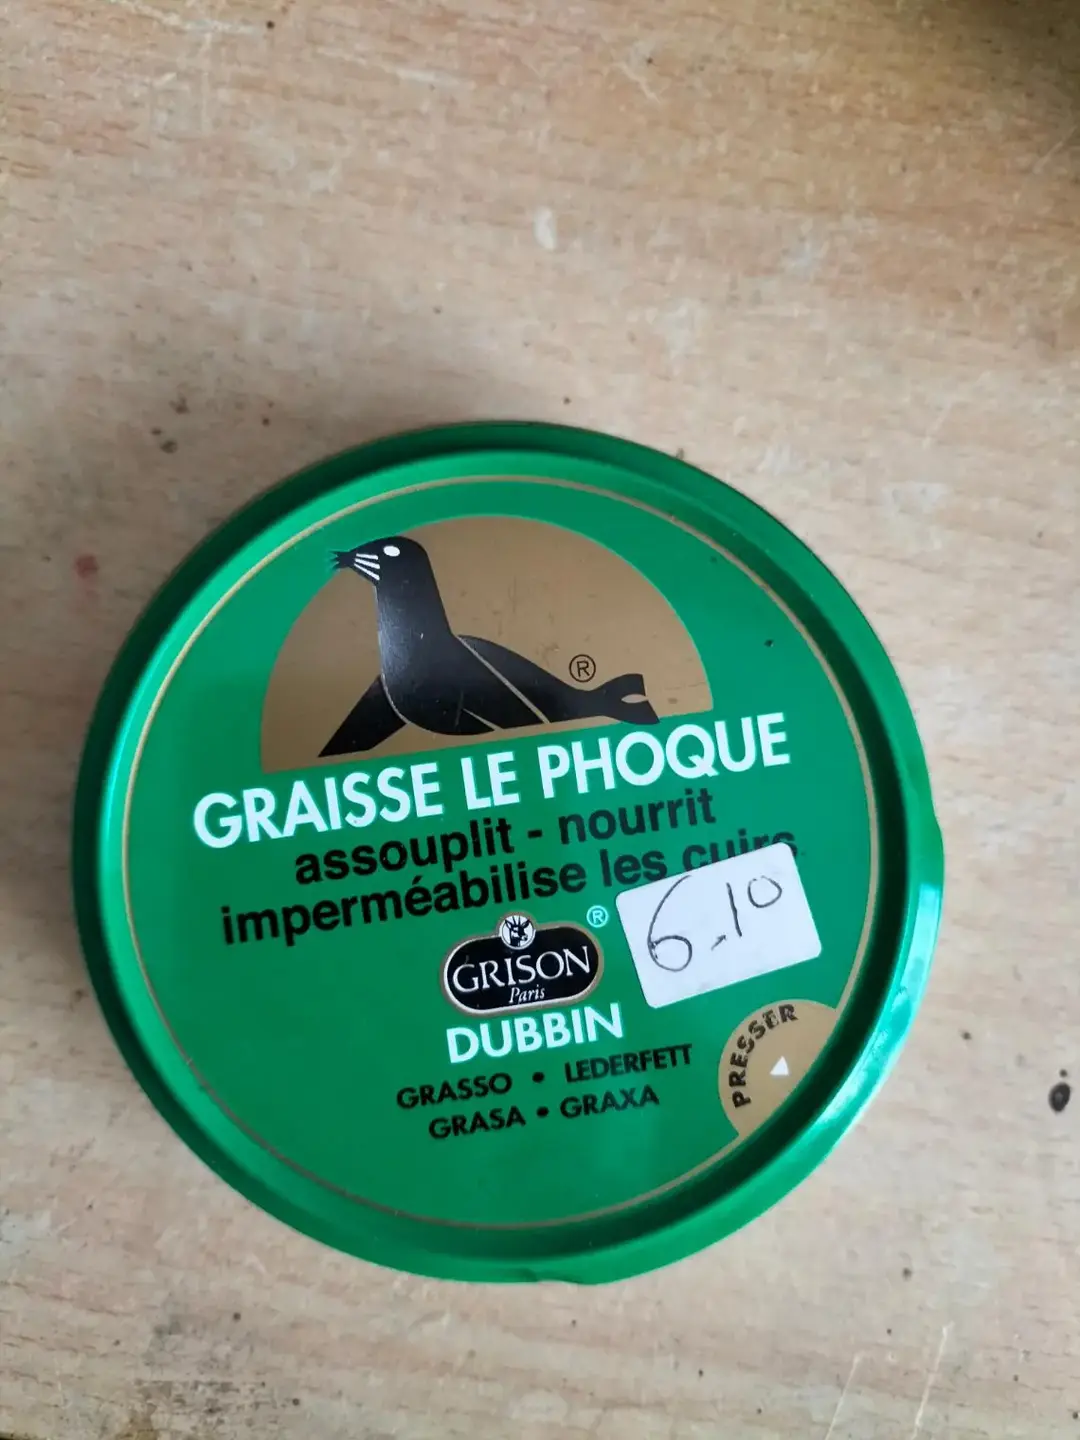 ®
GRAISSE LE PHOQUE
assouplit - nourrit
imperméabilise les cuirs
®
GRISON
Paris
6.10
DUBBIN
GRASSO • LEDERFETT
GRASA • GRAXA
PRESSER